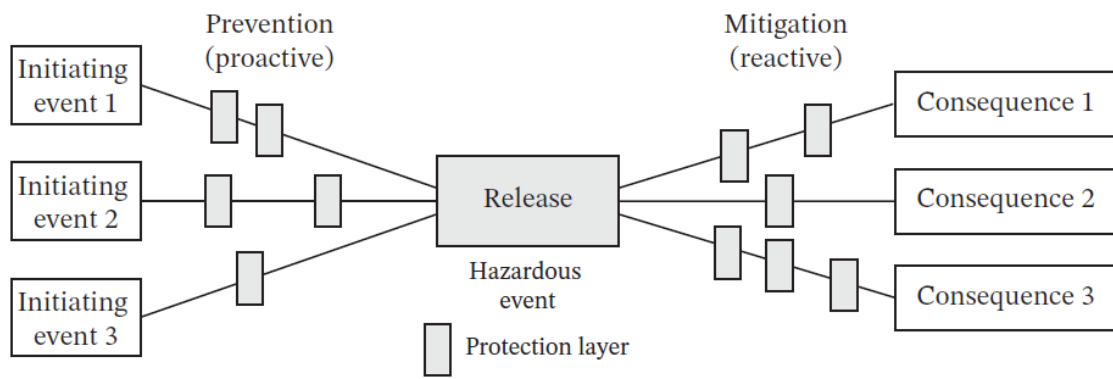 Prevention
(proactive)
Mitigation
(reactive)
Initiating
event 1
Consequence 1
Initiating
event 2
Release
Consequence 2
Hazardous
event
Initiating
event 3
Consequence 3
Protection layer